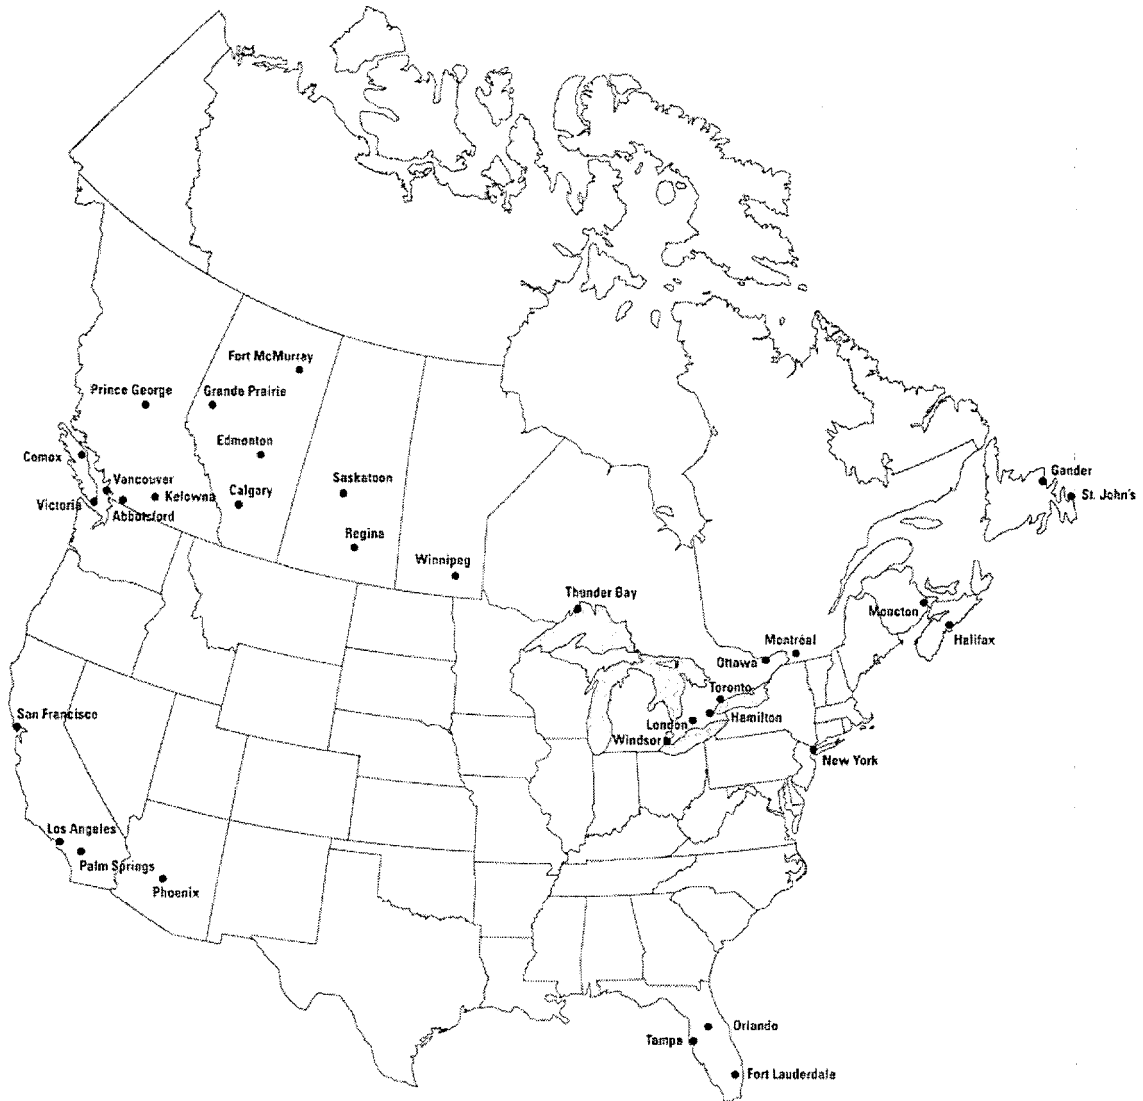 Fort McMurray
Prince George
Grande Prairie
Edmonton
Comox
Gander
Saskatoon
Vancouver
Calgary
St. John's
Victoria
Kelowna
Abbotsford
Regina
Winnipeg
Thunder Bay
Moncton
Montréal
Halifax
Ottawa
Toronto
San Francisco
London
Hamilton
Windsor
New York
Los Angeles
Palm Springs
Phoenix
Orlando
Tampa
Fort Lauderdale